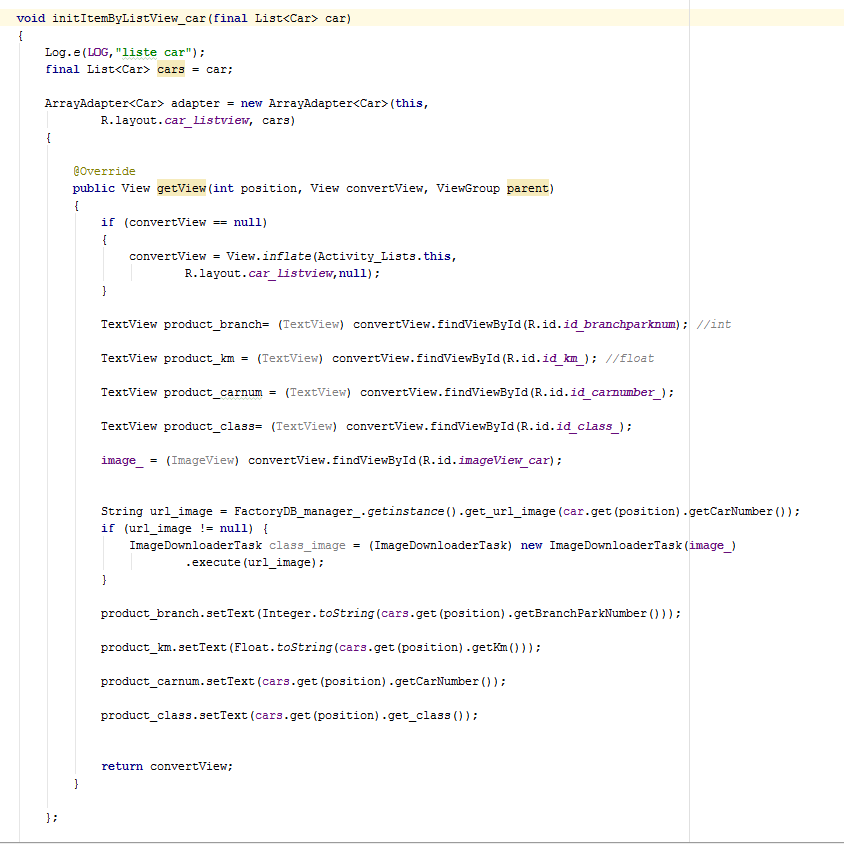 void initItemByListView_car(final List<Car> car)
{
Log.e(LOG,"liste car");
final List<Car> cars = car;
ArrayAdapter<Car> adapter = new ArrayAdapter<Car>(this,
R.layout.car_listview, cars)
{
@Override
public View getView(int position, View convertView, ViewGroup parent)
{
if (convertView == null)
{
convertView = View.inflate(Activity_Lists.this,
R.layout.car_listview,null);
}
TextView product_branch= (TextView) convertView.findViewById(R.id.id_branchparknum); //int
TextView product_km = (TextView) convertView.findViewById(R.id.id_km_); //float
TextView product_carnum = (TextView) convertView.findViewById(R.id.id_carnumber_);
TextView product_class= (TextView) convertView.findViewById(R.id.id_class_);
image_ = (ImageView) convertView.findViewById(R.id.imageView_car);
String url_image = FactoryDB_manager_.getinstance().get_url_image(car.get(position).getCarNumber());
if (url_image != null) {
ImageDownloaderTask class_image = (ImageDownloaderTask) new ImageDownloaderTask(image_)
.execute(url_image);
}
product_branch.setText(Integer.toString(cars.get(position).getBranchParkNumber()));
product_km.setText(Float.toString(cars.get(position).getKm()));
product_carnum.setText(cars.get(position).getCarNumber());
product_class.setText(cars.get(position).get_class());
return convertView;
}
};